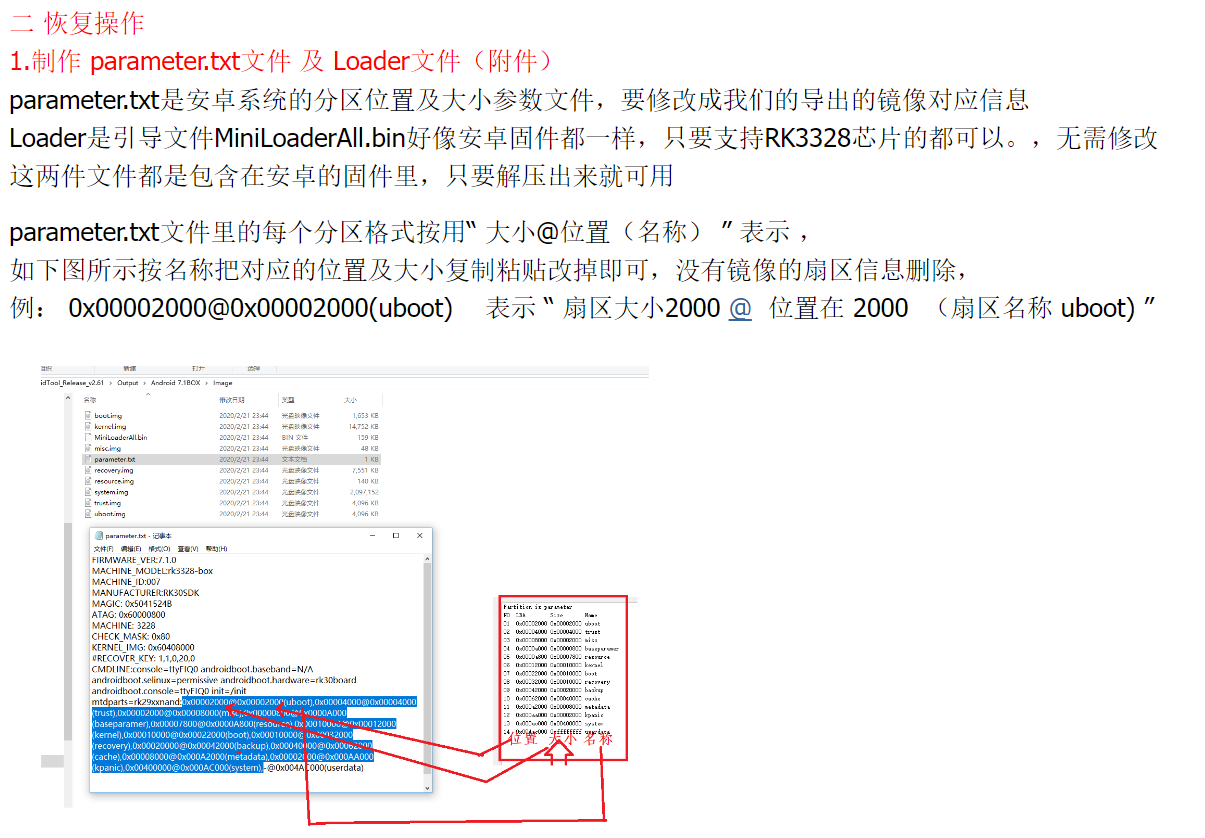 二 恢复操作
1.制作 parameter.txt文件 及 Loader文件（附件）
parameter.txt是安卓系统的分区位置及大小参数文件，要修改成我们的导出的镜像对应信息
Loader是引导文件MiniLoaderAll.bin好像安卓固件都一样，只要支持RK3328芯片的都可以。，无需修改
这两件文件都是包含在安卓的固件里，只要解压出来就可用
parameter.txt文件里的每个分区格式按用“ 大小@位置（名称） ” 表示 ，
如下图所示按名称把对应的位置及大小复制粘贴改掉即可，没有镜像的扇区信息删除，
例： 0x00002000@0x00002000(uboot) 表示 “ 扇区大小2000 @ 位置在 2000 （扇区名称 uboot) ”
组织 新建 打开 选择
idTool_Release_v2.61 › Output › Android 7.1BOX › Image
名称 修改日期 类型 大小
boot.img 2020/2/21 23:44 光盘映像文件 1,653 KB
kernel.img 2020/2/21 23:44 光盘映像文件 14,752 KB
MiniLoaderAll.bin 2020/2/21 23:44 BIN 文件 159 KB
misc.img 2020/2/21 23:44 光盘映像文件 48 KB
parameter.txt 2020/2/21 23:44 文本文档 1 KB
recovery.img 2020/2/21 23:44 光盘映像文件 7,551 KB
resource.img 2020/2/21 23:44 光盘映像文件 140 KB
system.img 2020/2/21 23:44 光盘映像文件 2,097,152
trust.img 2020/2/21 23:44 光盘映像文件 4,096 KB
uboot.img 2020/2/21 23:44 光盘映像文件 4,096 KB
parameter.txt - 记事本
文件(F) 编辑(E) 格式(O) 查看(V) 帮助(H)
FIRMWARE_VER:7.1.0
MACHINE_MODEL:rk3328-box
MACHINE_ID:007
MANUFACTURER:RK30SDK
MAGIC: 0x5041524B
ATAG: 0x60000800
MACHINE: 3228
CHECK_MASK: 0x80
KERNEL_IMG: 0x60408000
#RECOVER_KEY: 1,1,0,20,0
CMDLINE:console=ttyFIQ0 androidboot.baseband=N/A
androidboot.selinux=permissive androidboot.hardware=rk30board
androidboot.console=ttyFIQ0 init=/init
mtdparts=rk29xxnand:0x00002000@0x00002000(uboot),0x00004000@0x00004000
(trust),0x00002000@0x00008000(misc),0x00000800@0x0000A000
(baseparamer),0x00007800@0x0000A800(resource),0x00010000@0x00012000
(kernel),0x00010000@0x00022000(boot),0x00010000@0x00032000
(recovery),0x00020000@0x00042000(backup),0x00040000@0x00062000
(cache),0x00008000@0x000A2000(metadata),0x00002000@0x000AA000
(kpanic),0x00400000@0x000AC000(system),-@0x004AC000(userdata)
Partition in parameter
NO LBA Size Name
01 0x00002000 0x00002000 uboot
02 0x00004000 0x00004000 trust
03 0x00008000 0x00002000 misc
04 0x0000a000 0x00000800 baseparamer
05 0x0000a800 0x00007800 resource
06 0x00012000 0x00010000 kernel
07 0x00022000 0x00010000 boot
08 0x00032000 0x00010000 recovery
09 0x00042000 0x00020000 backup
10 0x00062000 0x00040000 cache
11 0x000a2000 0x00008000 metadata
12 0x000aa000 0x00002000 kpanic
13 0x000ac000 0x00400000 system
位置 大小 名称